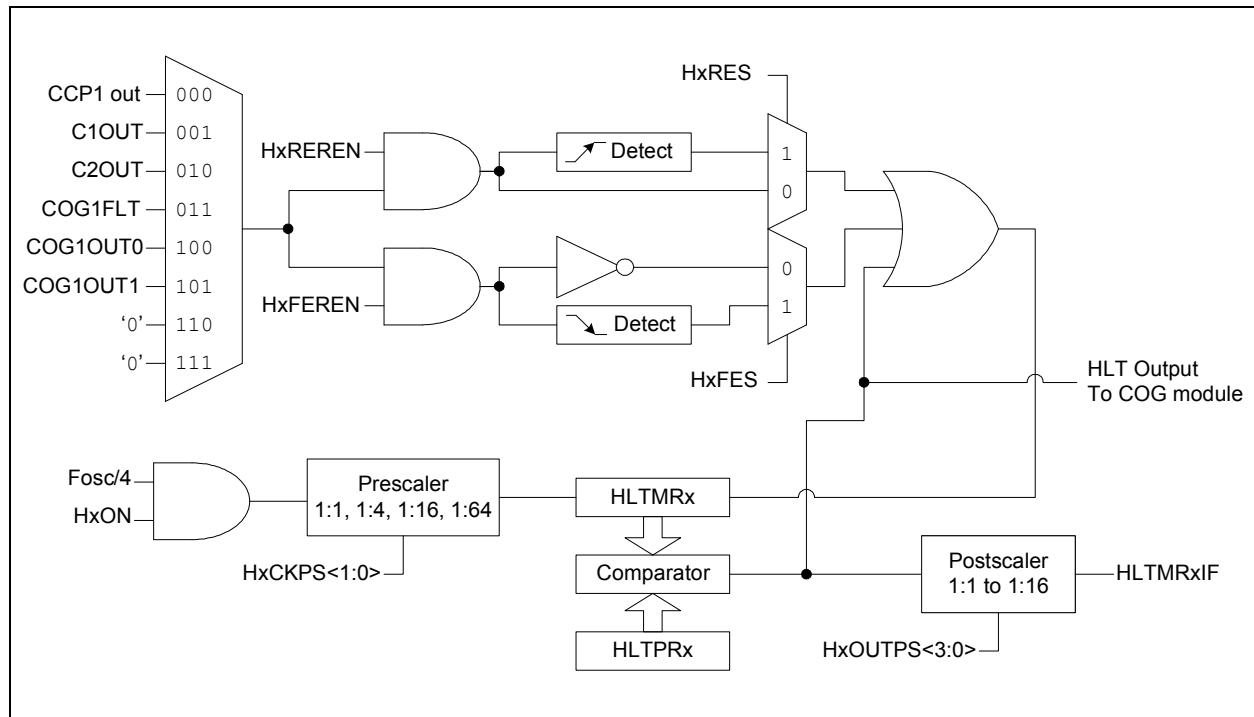 HxRES
CCP1 out 000
C1OUT 001
C2OUT 010
COG1FLT 011
COG1OUT0 100
COG1OUT1 101
‘0’ 110
‘0’ 111
HxREREN
Detect
1
0
HxFEREN
Detect
0
1
HxFES
HLT Output
To COG module
Fosc/4
HxON
Prescaler
1:1, 1:4, 1:16, 1:64
HxCKPS<1:0>
HLTMRx
Comparator
HLTPRx
Postscaler
1:1 to 1:16
HLTMRxIF
HxOUTPS<3:0>